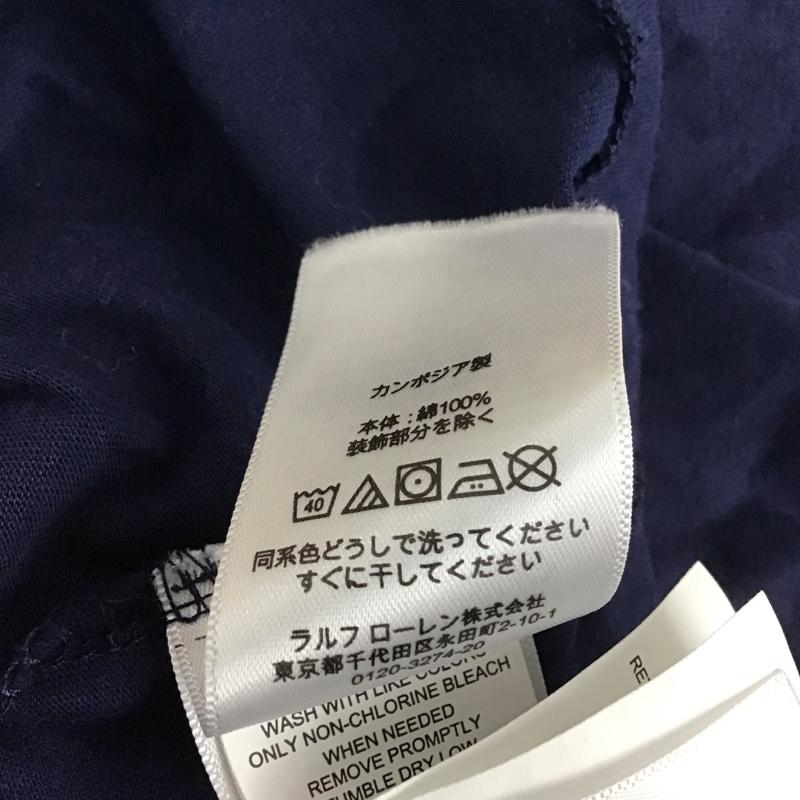 カンボジア製
本体:綿100%
装飾部分を除く
40
同系色どうしで洗ってください
すぐに干してください
ラルフ ローレン株式会社
東京都千代田区永田町2-10-1
0120-3274-20
WASH WITH LIKE COLORS
ONLY NON-CHLORINE BLEACH
WHEN NEEDED
REMOVE PROMPTLY
TUMBLE DRY LOW
RE